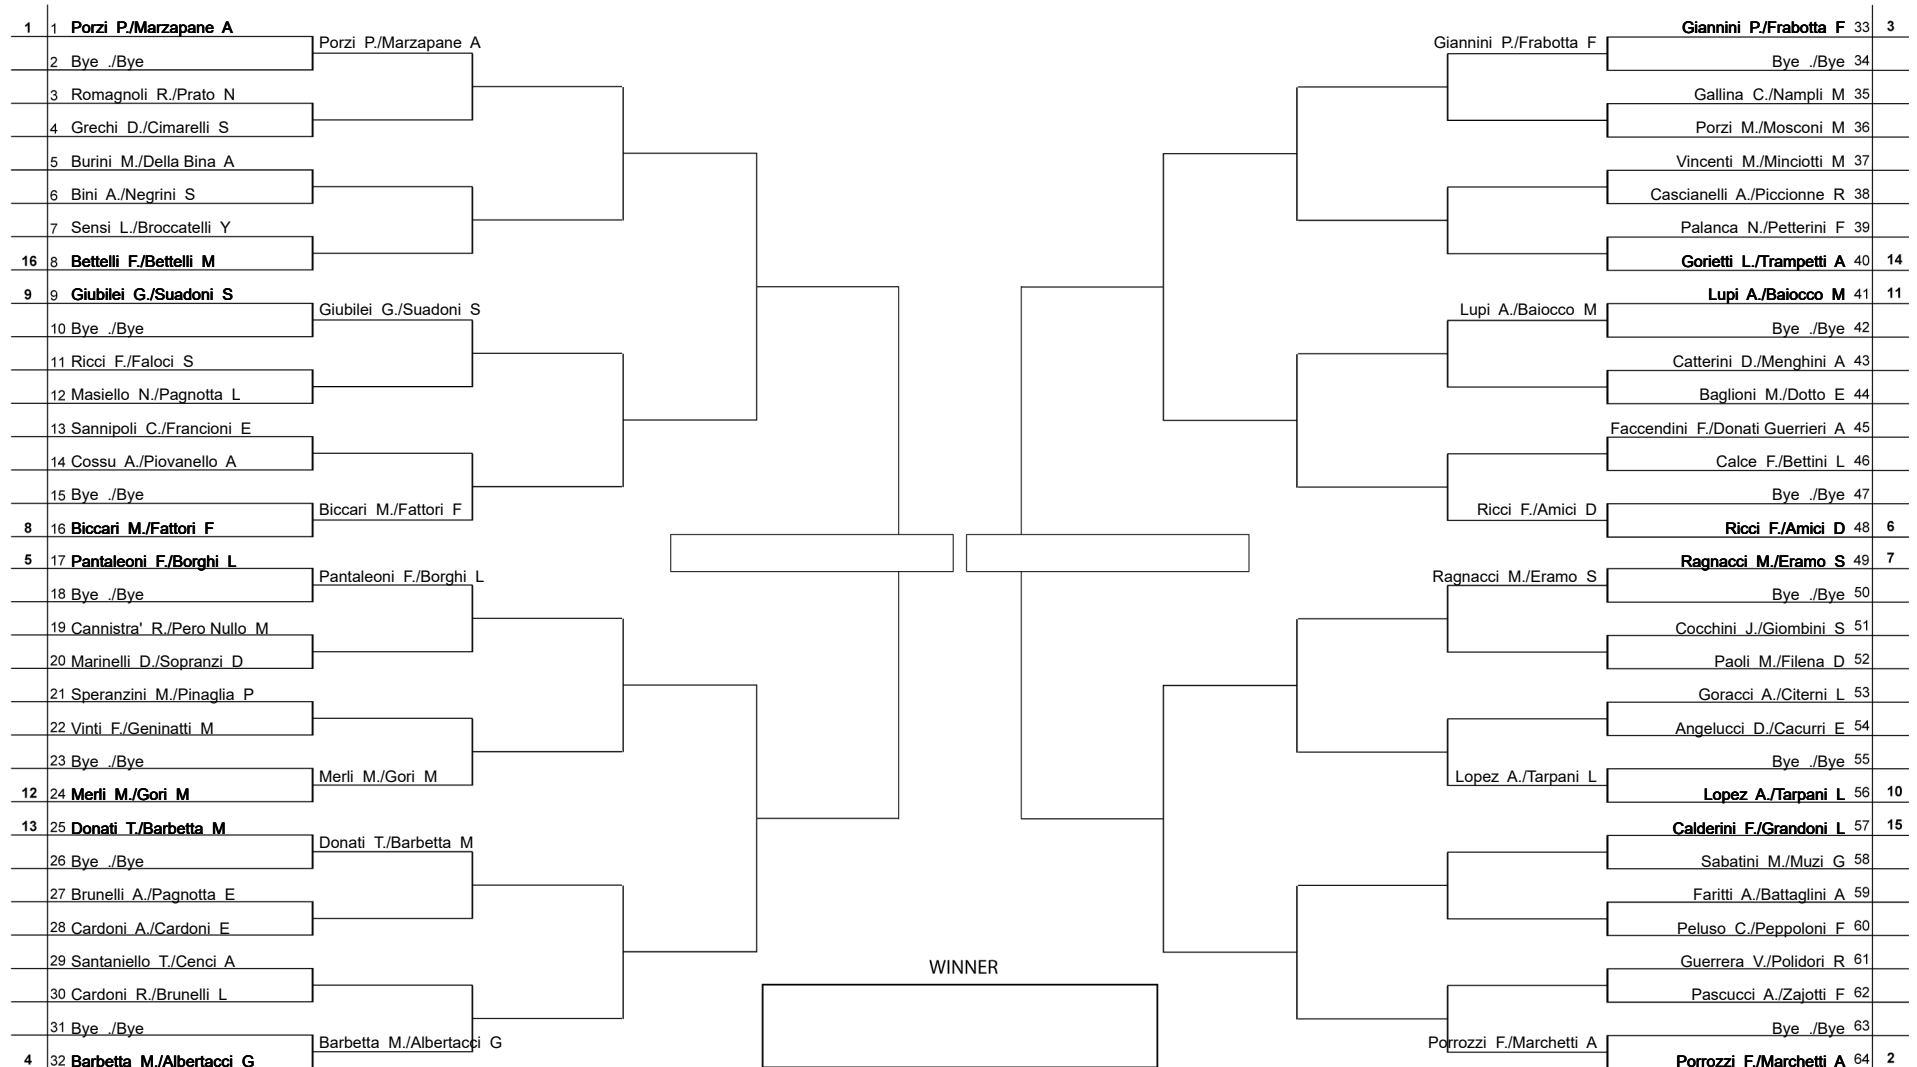 1 1 Porzi P./Marzapane A
Porzi P./Marzapane A
2 Bye ./Bye
3 Romagnoli R./Prato N
4 Grechi D./Cimarelli S
5 Burini M./Della Bina A
6 Bini A./Negrini S
7 Sensi L./Broccatelli Y
16 8 Bettelli F./Bettelli M
9 9 Giubilei G./Suadoni S
Giubilei G./Suadoni S
10 Bye ./Bye
11 Ricci F./Faloci S
12 Masiello N./Pagnotta L
13 Sannipoli C./Francioni E
14 Cossu A./Piovanello A
15 Bye ./Bye
Biccari M./Fattori F
8 16 Biccari M./Fattori F
5 17 Pantaleoni F./Borghi L
Pantaleoni F./Borghi L
18 Bye ./Bye
19 Cannistra' R./Pero Nullo M
20 Marinelli D./Sopranzi D
21 Speranzini M./Pinaglia P
22 Vinti F./Geninatti M
23 Bye ./Bye
Merli M./Gori M
12 24 Merli M./Gori M
13 25 Donati T./Barbetta M
Donati T./Barbetta M
26 Bye ./Bye
27 Brunelli A./Pagnotta E
28 Cardoni A./Cardoni E
29 Santaniello T./Cenci A
30 Cardoni R./Brunelli L
31 Bye ./Bye
Barbetta M./Albertacci G
4 32 Barbetta M./Albertacci G
WINNER
Giannini P./Frabotta F 33 3
Giannini P./Frabotta F
Bye ./Bye 34
Gallina C./Nampli M 35
Porzi M./Mosconi M 36
Vincenti M./Minciotti M 37
Cascianelli A./Piccionne R 38
Palanca N./Petterini F 39
Gorietti L./Trampetti A 40 14
Lupi A./Baiocco M 41 11
Lupi A./Baiocco M
Bye ./Bye 42
Catterini D./Menghini A 43
Baglioni M./Dotto E 44
Faccendini F./Donati Guerrieri A 45
Calce F./Bettini L 46
Bye ./Bye 47
Ricci F./Amici D
Ricci F./Amici D 48 6
Ragnacci M./Eramo S 49 7
Ragnacci M./Eramo S
Bye ./Bye 50
Cocchini J./Giombini S 51
Paoli M./Filena D 52
Goracci A./Citerni L 53
Angelucci D./Cacurri E 54
Bye ./Bye 55
Lopez A./Tarpani L
Lopez A./Tarpani L 56 10
Calderini F./Grandoni L 57 15
Sabatini M./Muzi G 58
Faritti A./Battaglini A 59
Peluso C./Peppoloni F 60
Guerrera V./Polidori R 61
Pascucci A./Zajotti F 62
Bye ./Bye 63
Porrozzi F./Marchetti A
Porrozzi F./Marchetti A 64 2